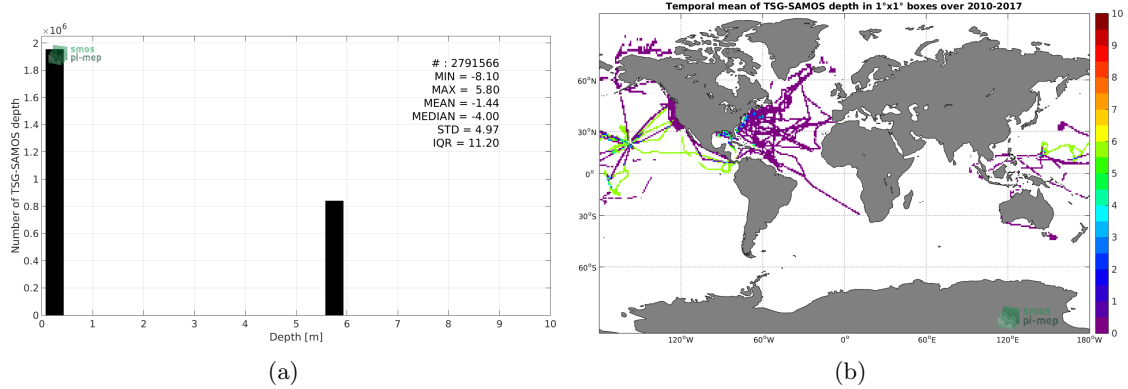 ×10^6
2
1.8
1.6
1.4
1.2
1
0.8
0.6
0.4
0.2
0
Number of TSG-SAMOS depth
smos
pi-mep
# : 2791566
MIN = -8.10
MAX = 5.80
MEAN = -1.44
MEDIAN = -4.00
STD = 4.97
IQR = 11.20
0 1 2 3 4 5 6 7 8 9 10
Depth [m]
(a)
Temporal mean of TSG-SAMOS depth in 1°x1° boxes over 2010-2017
60°N
30°N
0°
30°S
60°S
120°W 60°W 0° 60°E 120°E 180°W
smos
pi-mep
10
9
8
7
6
5
4
3
2
1
0
(b)